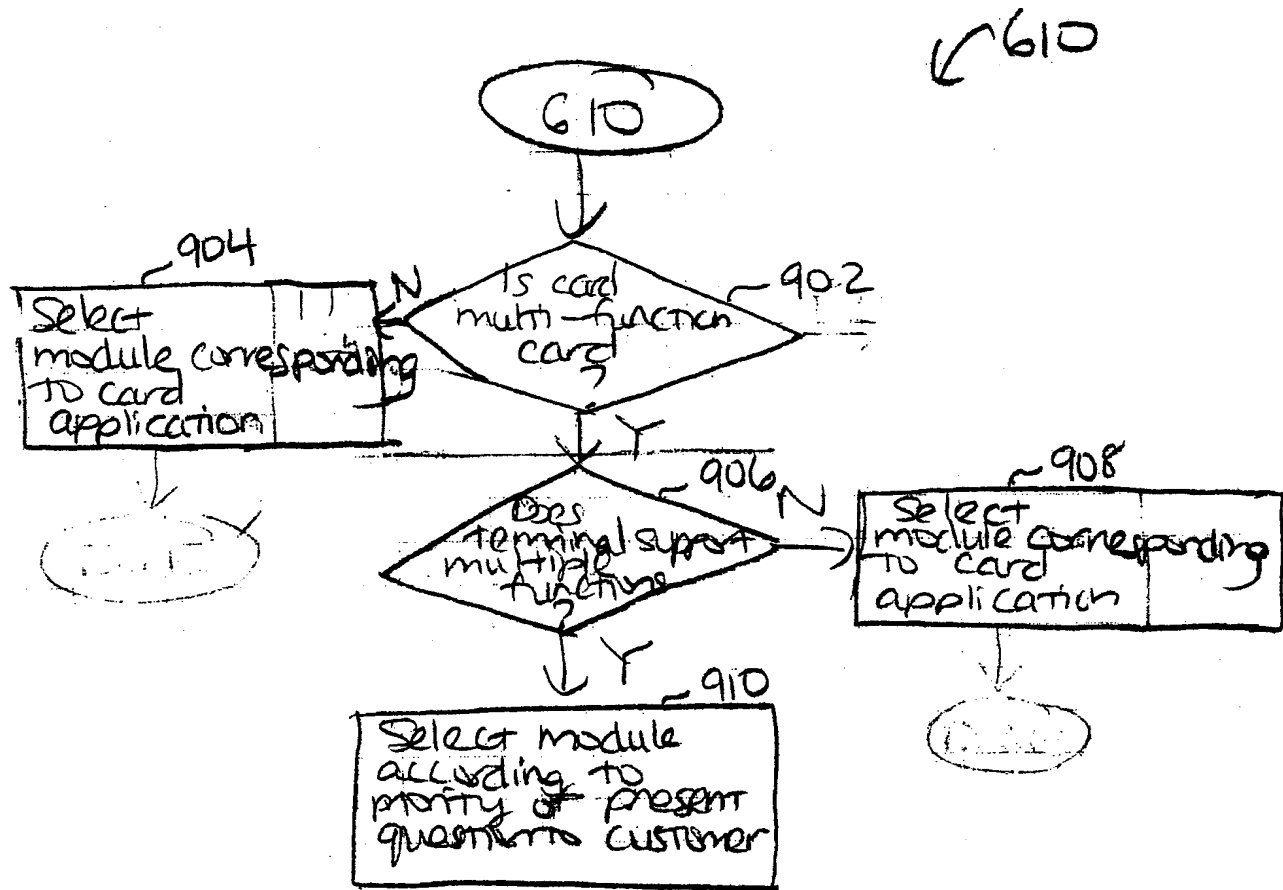 610
610
904
Select
module corresponding
to card
application
N
Is card
multi-function
card
?
902
Y
906
Does
terminal support
multiple
functions
?
N
908
Select
module corresponding
to card
application
Y
910
Select module
according to
priority of present
question to customer